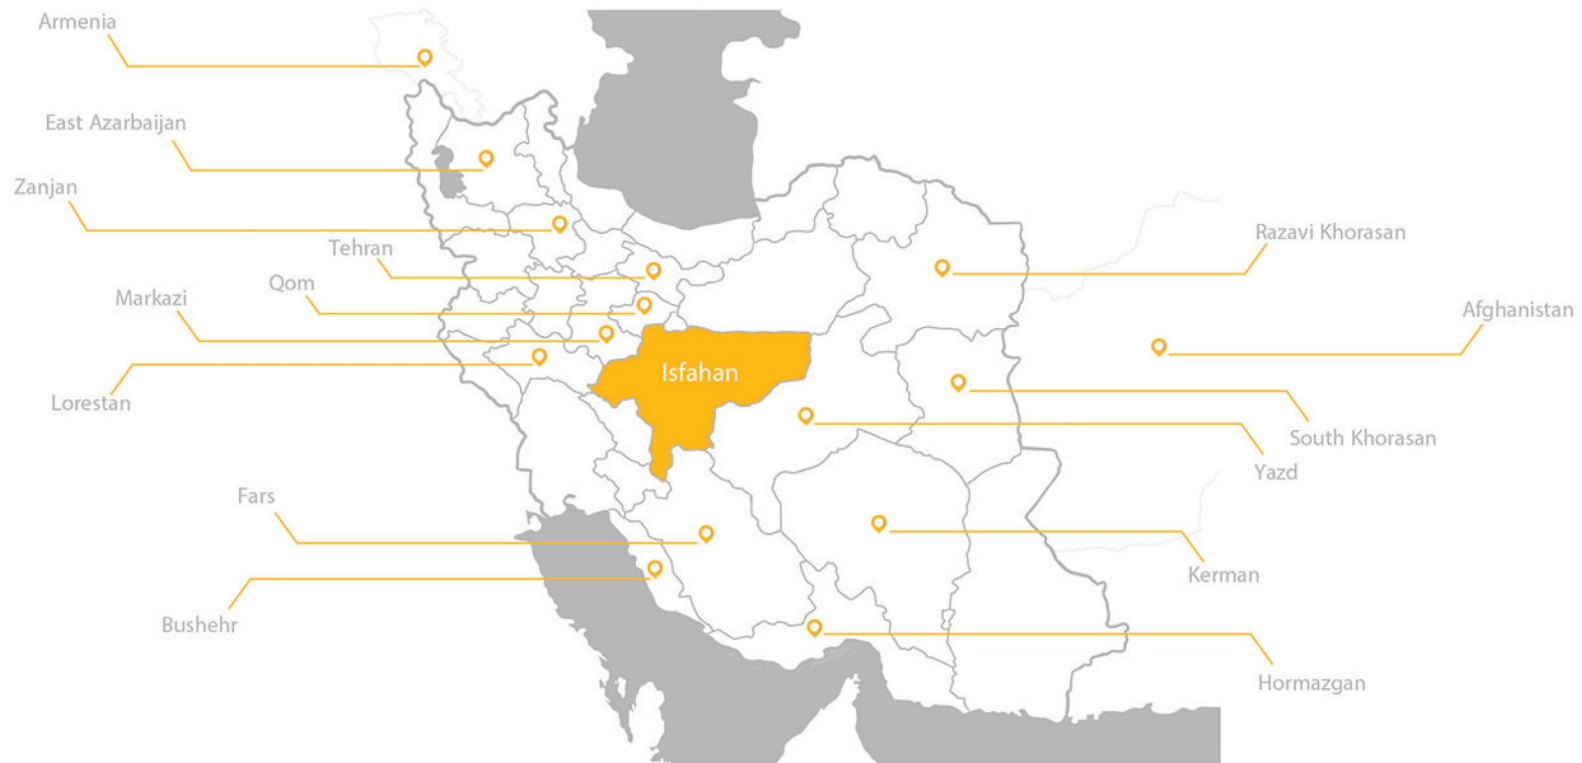 Armenia
East Azarbaijan
Zanjan
Tehran
Qom
Markazi
Lorestan
Isfahan
Fars
Bushehr
Razavi Khorasan
Afghanistan
South Khorasan
Yazd
Kerman
Hormazgan